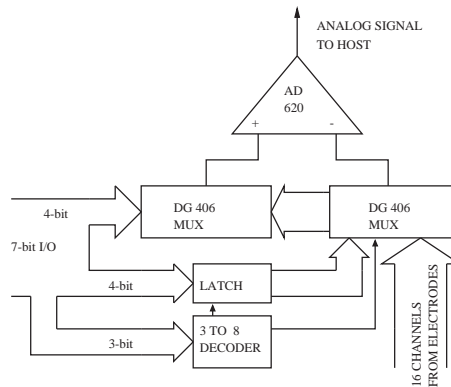 ANALOG SIGNAL
TO HOST
AD
620
+ -
DG 406
MUX
DG 406
MUX
4-bit
7-bit I/O
4-bit
LATCH
3 TO 8
DECODER
3-bit
16 CHANNELS
FROM ELECTRODES